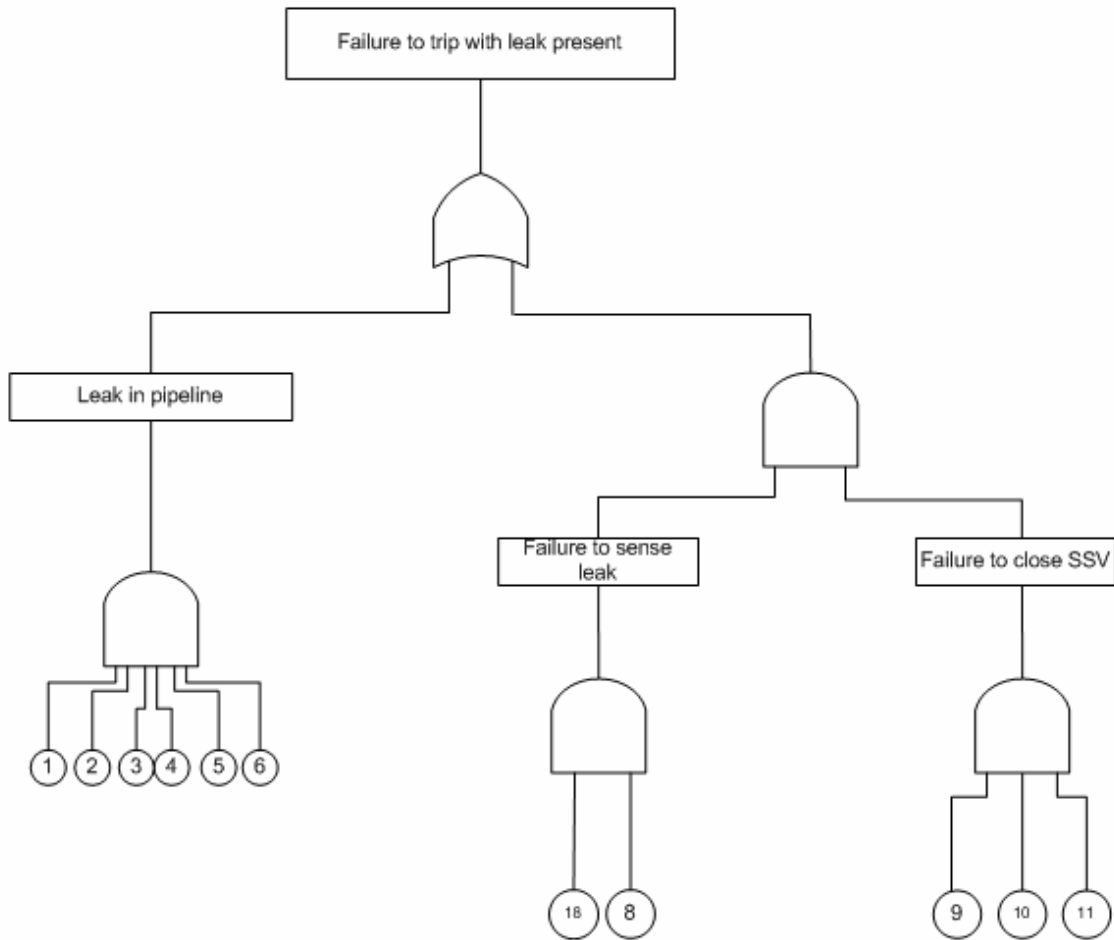 Failure to trip with leak present
Leak in pipeline
Failure to sense
leak
Failure to close SSV
1
2
3
4
5
6
18
8
9
10
11